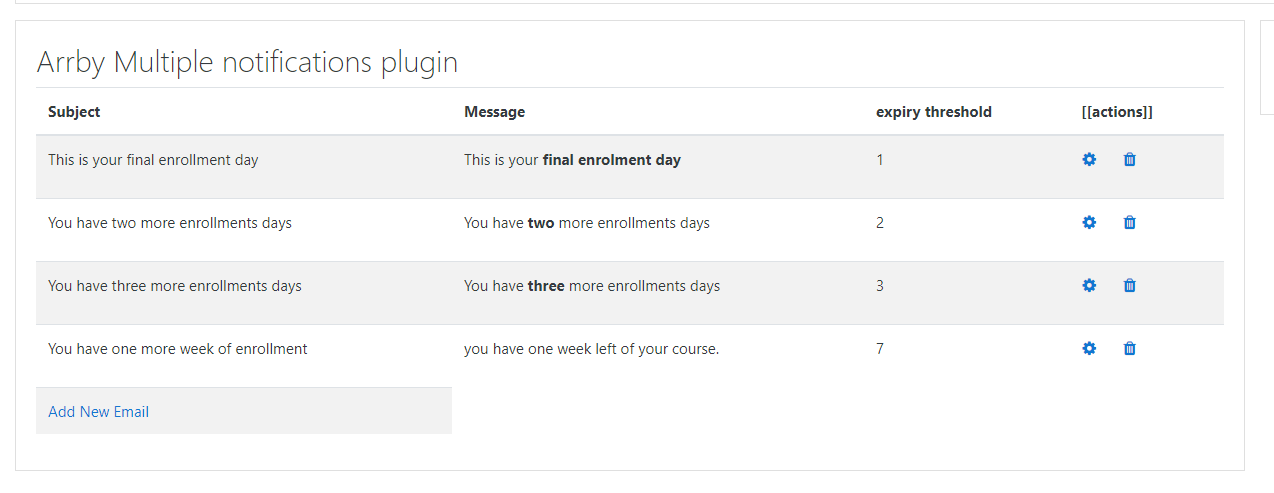 Arrby Multiple notifications plugin
Subject Message expiry threshold [[actions]]
This is your final enrollment day This is your final enrolment day 1
You have two more enrollments days You have two more enrollments days 2
You have three more enrollments days You have three more enrollments days 3
You have one more week of enrollment you have one week left of your course. 7
Add New Email